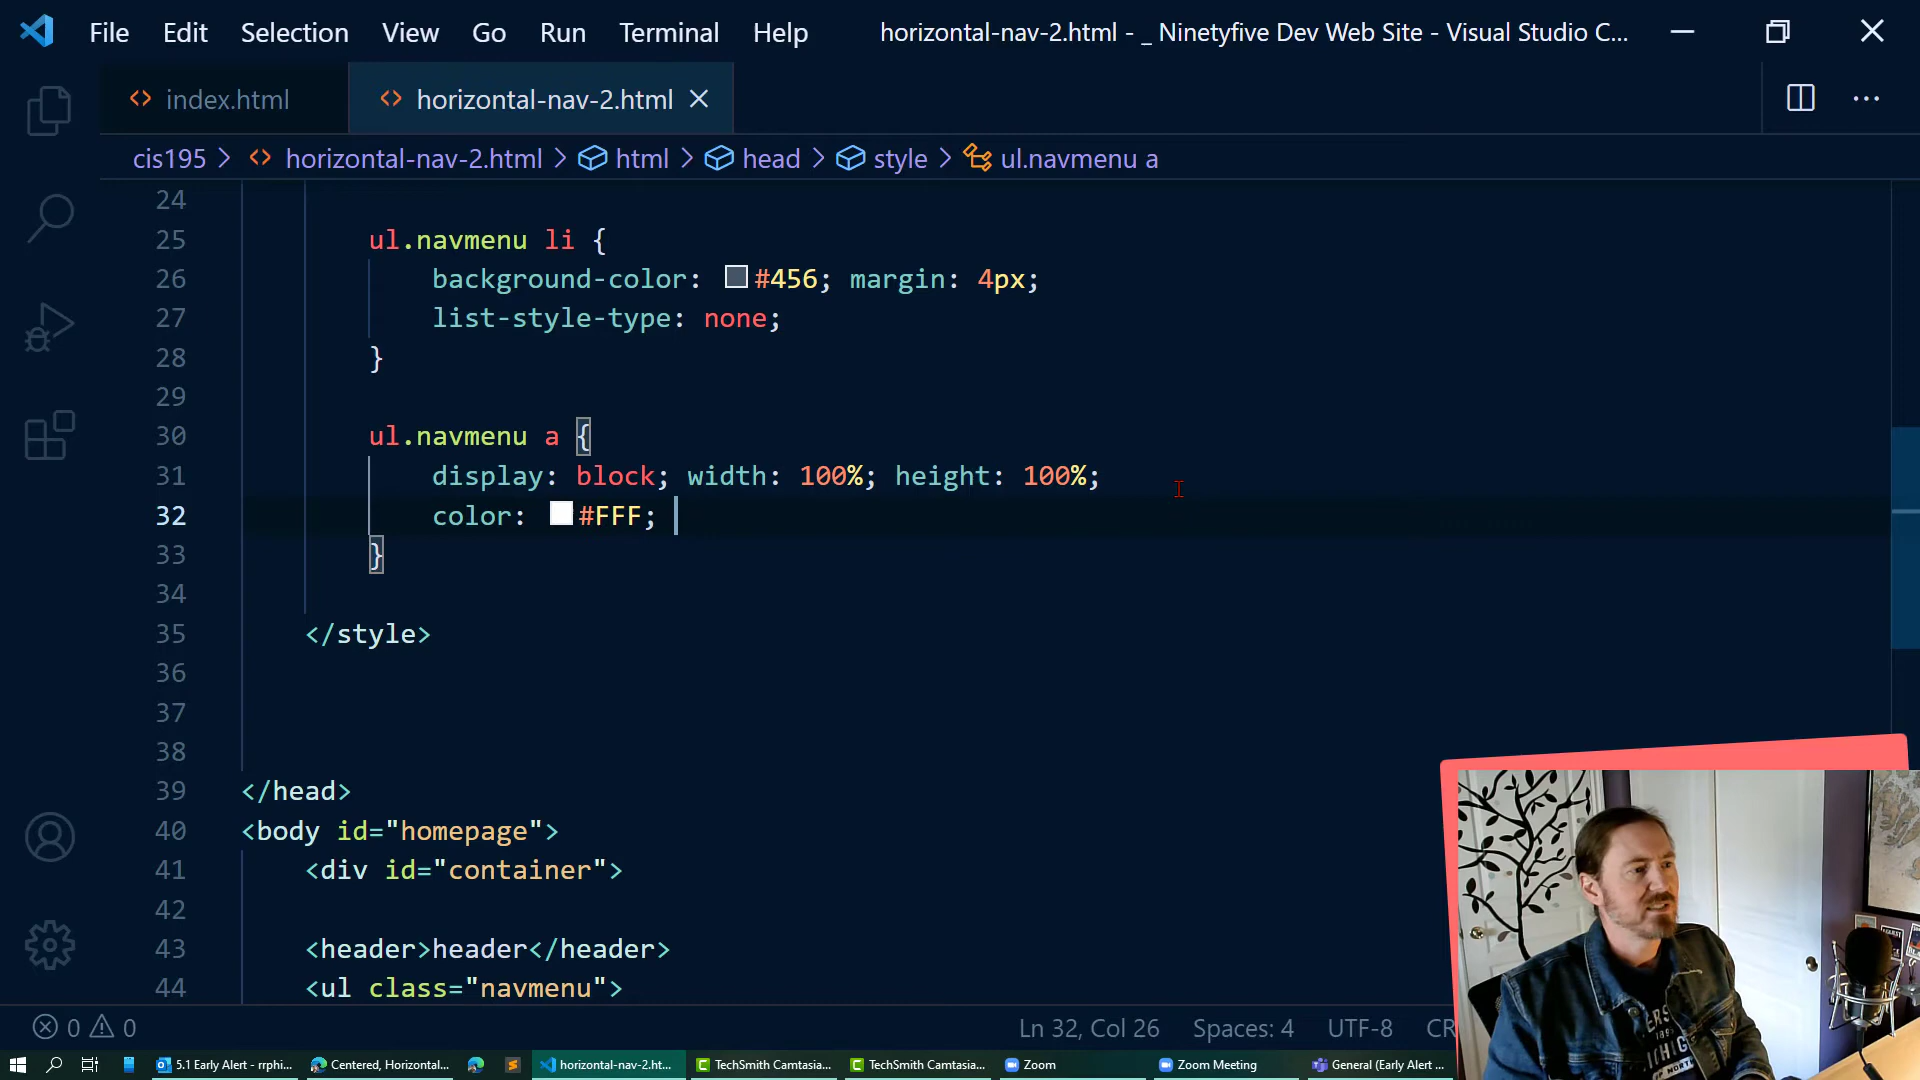 File Edit Selection View Go Run Terminal Help horizontal-nav-2.html - _ Ninetyfive Dev Web Site - Visual Studio C...
index.html horizontal-nav-2.html
cis195 > horizontal-nav-2.html > html > head > style > ul.navmenu a
24
25 ul.navmenu li {
26 background-color: #456; margin: 4px;
27 list-style-type: none;
28 }
29
30 ul.navmenu a {
31 display: block; width: 100%; height: 100%;
32 color: #FFF;
33 }
34
35 </style>
36
37
38
39 </head>
40 <body id="homepage">
41 <div id="container">
42
43 <header>header</header>
44 <ul class="navmenu">
0 0 Ln 32, Col 26 Spaces: 4 UTF-8 CR
5.1 Early Alert - rrphi... Centered, Horizontal... horizontal-nav-2.ht... TechSmith Camtasia... TechSmith Camtasia... Zoom Zoom Meeting General (Early Alert ...